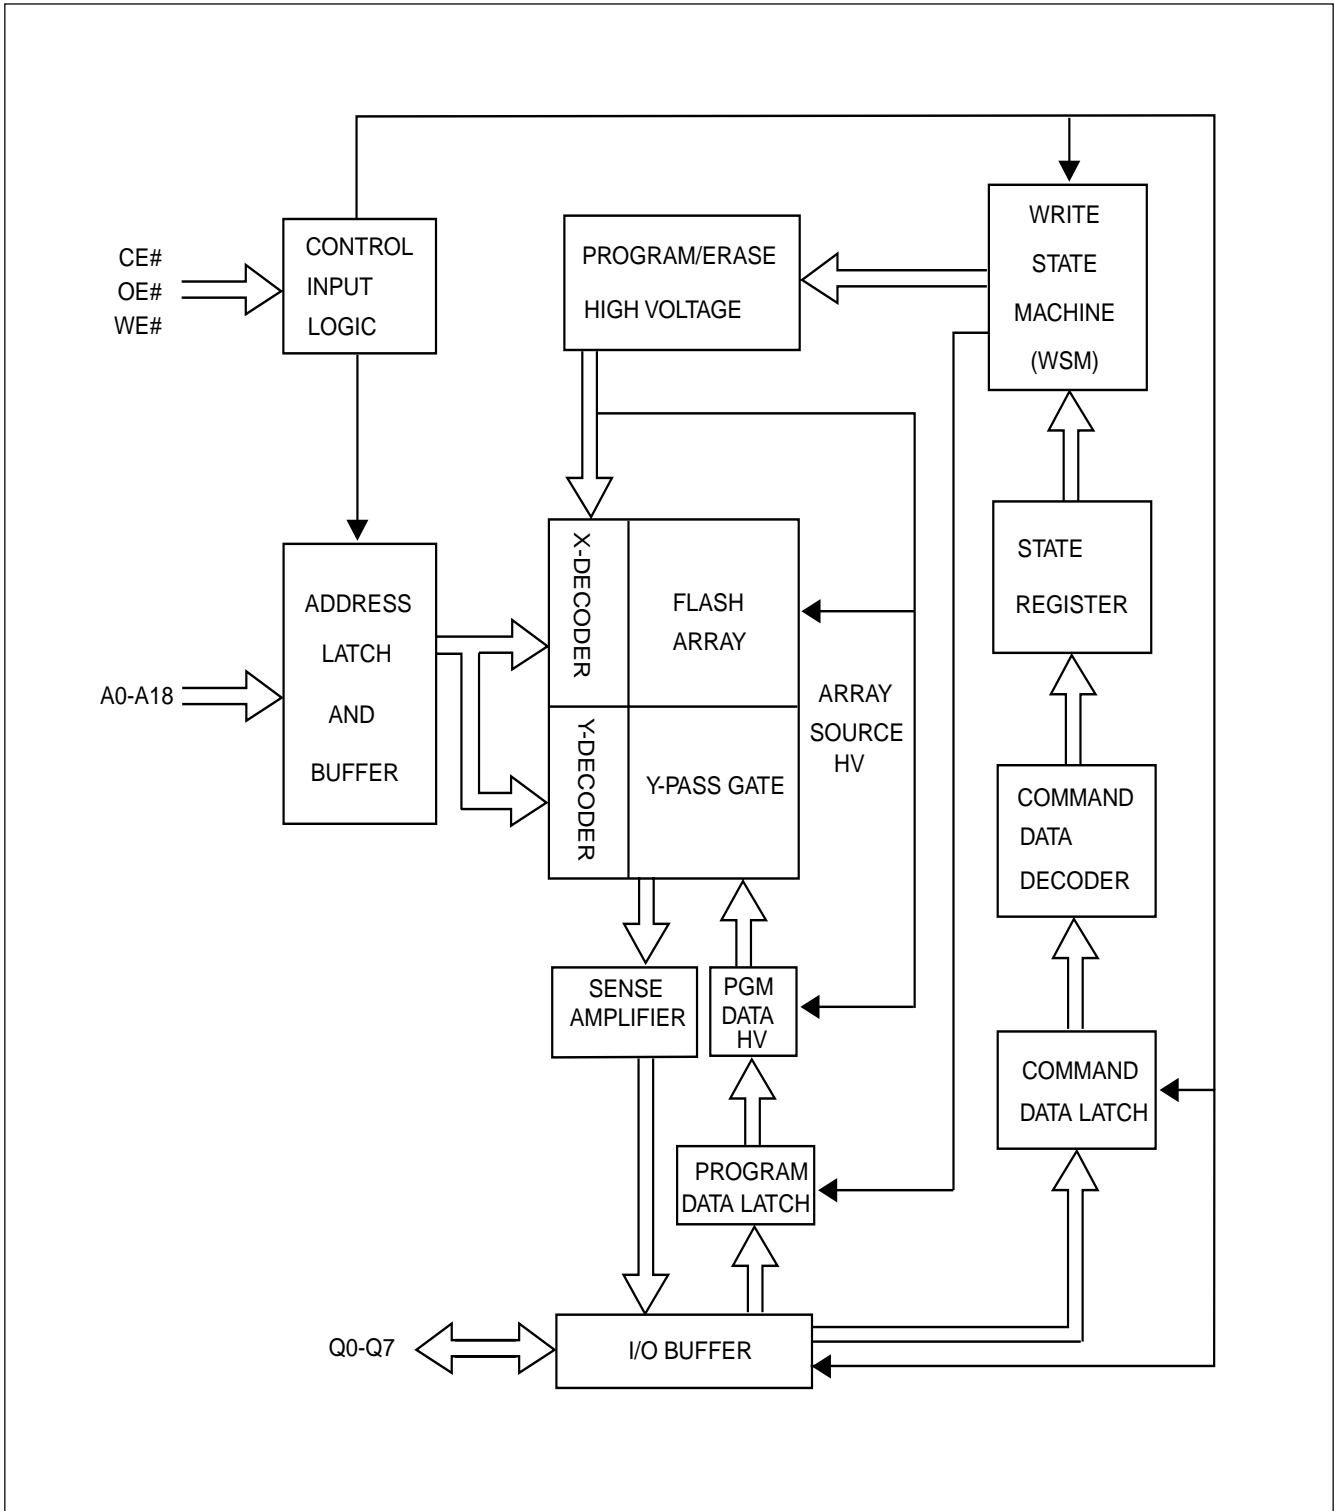 CE#
OE#
WE#
CONTROL
INPUT
LOGIC
PROGRAM/ERASE
HIGH VOLTAGE
WRITE
STATE
MACHINE
(WSM)
A0-A18
ADDRESS
LATCH
AND
BUFFER
X-DECODER
FLASH
ARRAY
Y-DECODER
Y-PASS GATE
ARRAY
SOURCE
HV
STATE
REGISTER
COMMAND
DATA
DECODER
SENSE
AMPLIFIER
PGM
DATA
HV
COMMAND
DATA LATCH
PROGRAM
DATA LATCH
Q0-Q7
I/O BUFFER